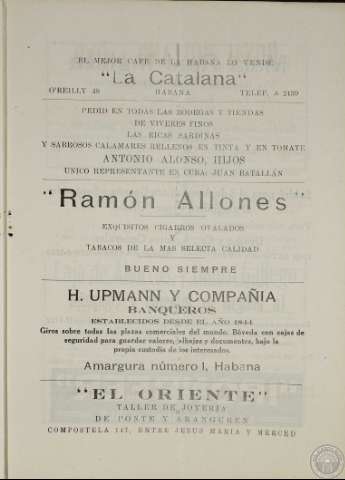 EL MEJOR CAFE DE LA HABANA LO VENDE
"La Catalana"
O'REILLY 48 HABANA TELEF. A 2439
PEDID EN TODAS LAS BODEGAS Y TIENDAS
DE VIVERES FINOS
LAS RICAS SARDINAS
Y SABROSOS CALAMARES RELLENOS EN TINTA Y EN TOMATE
ANTONIO ALONSO, HIJOS
UNICO REPRESENTANTE EN CUBA: JUAN BATALLÁN
"Ramón Allones"
EXQUISITOS CIGARROS OVALADOS
Y
TABACOS DE LA MAS SELECTA CALIDAD
BUENO SIEMPRE
H. UPMANN Y COMPAÑIA
BANQUEROS
ESTABLECIDOS DESDE EL AÑO 1844
Giros sobre todas las plazas comerciales del mundo. Bóveda con cajas de
seguridad para guardar valores, alhajas y documentos, bajo la
propia custodia de los interesados.
Amargura número 1, Habana
"EL ORIENTE"
TALLER DE JOYERIA
DE PONTE Y ARANGUREN
COMPOSTELA 117, ENTRE JESUS MARIA Y MERCED